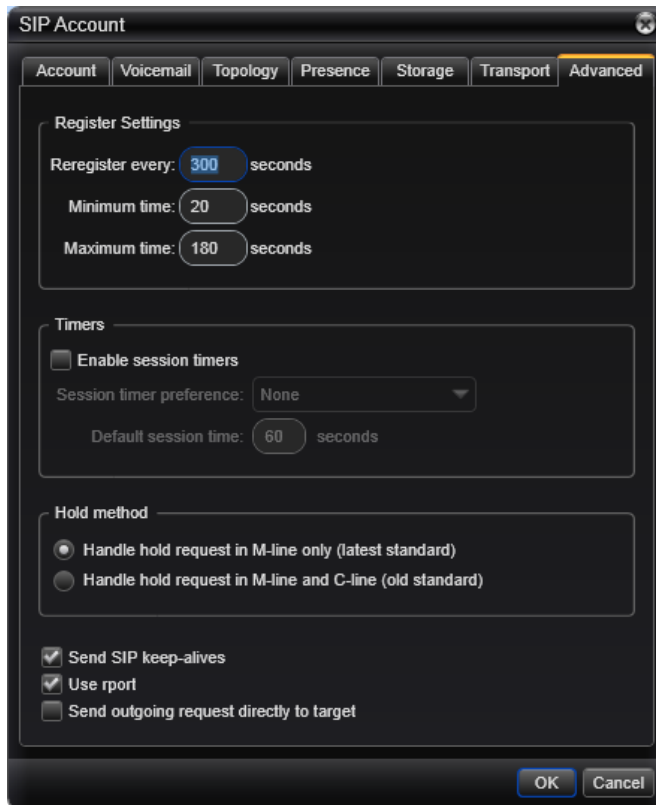 SIP Account
Account Voicemail Topology Presence Storage Transport Advanced
Register Settings
Reregister every: 300 seconds
Minimum time: 20 seconds
Maximum time: 180 seconds
Timers
Enable session timers
Session timer preference: None
Default session time: 60 seconds
Hold method
Handle hold request in M-line only (latest standard)
Handle hold request in M-line and C-line (old standard)
Send SIP keep-alives
Use rport
Send outgoing request directly to target
OK Cancel